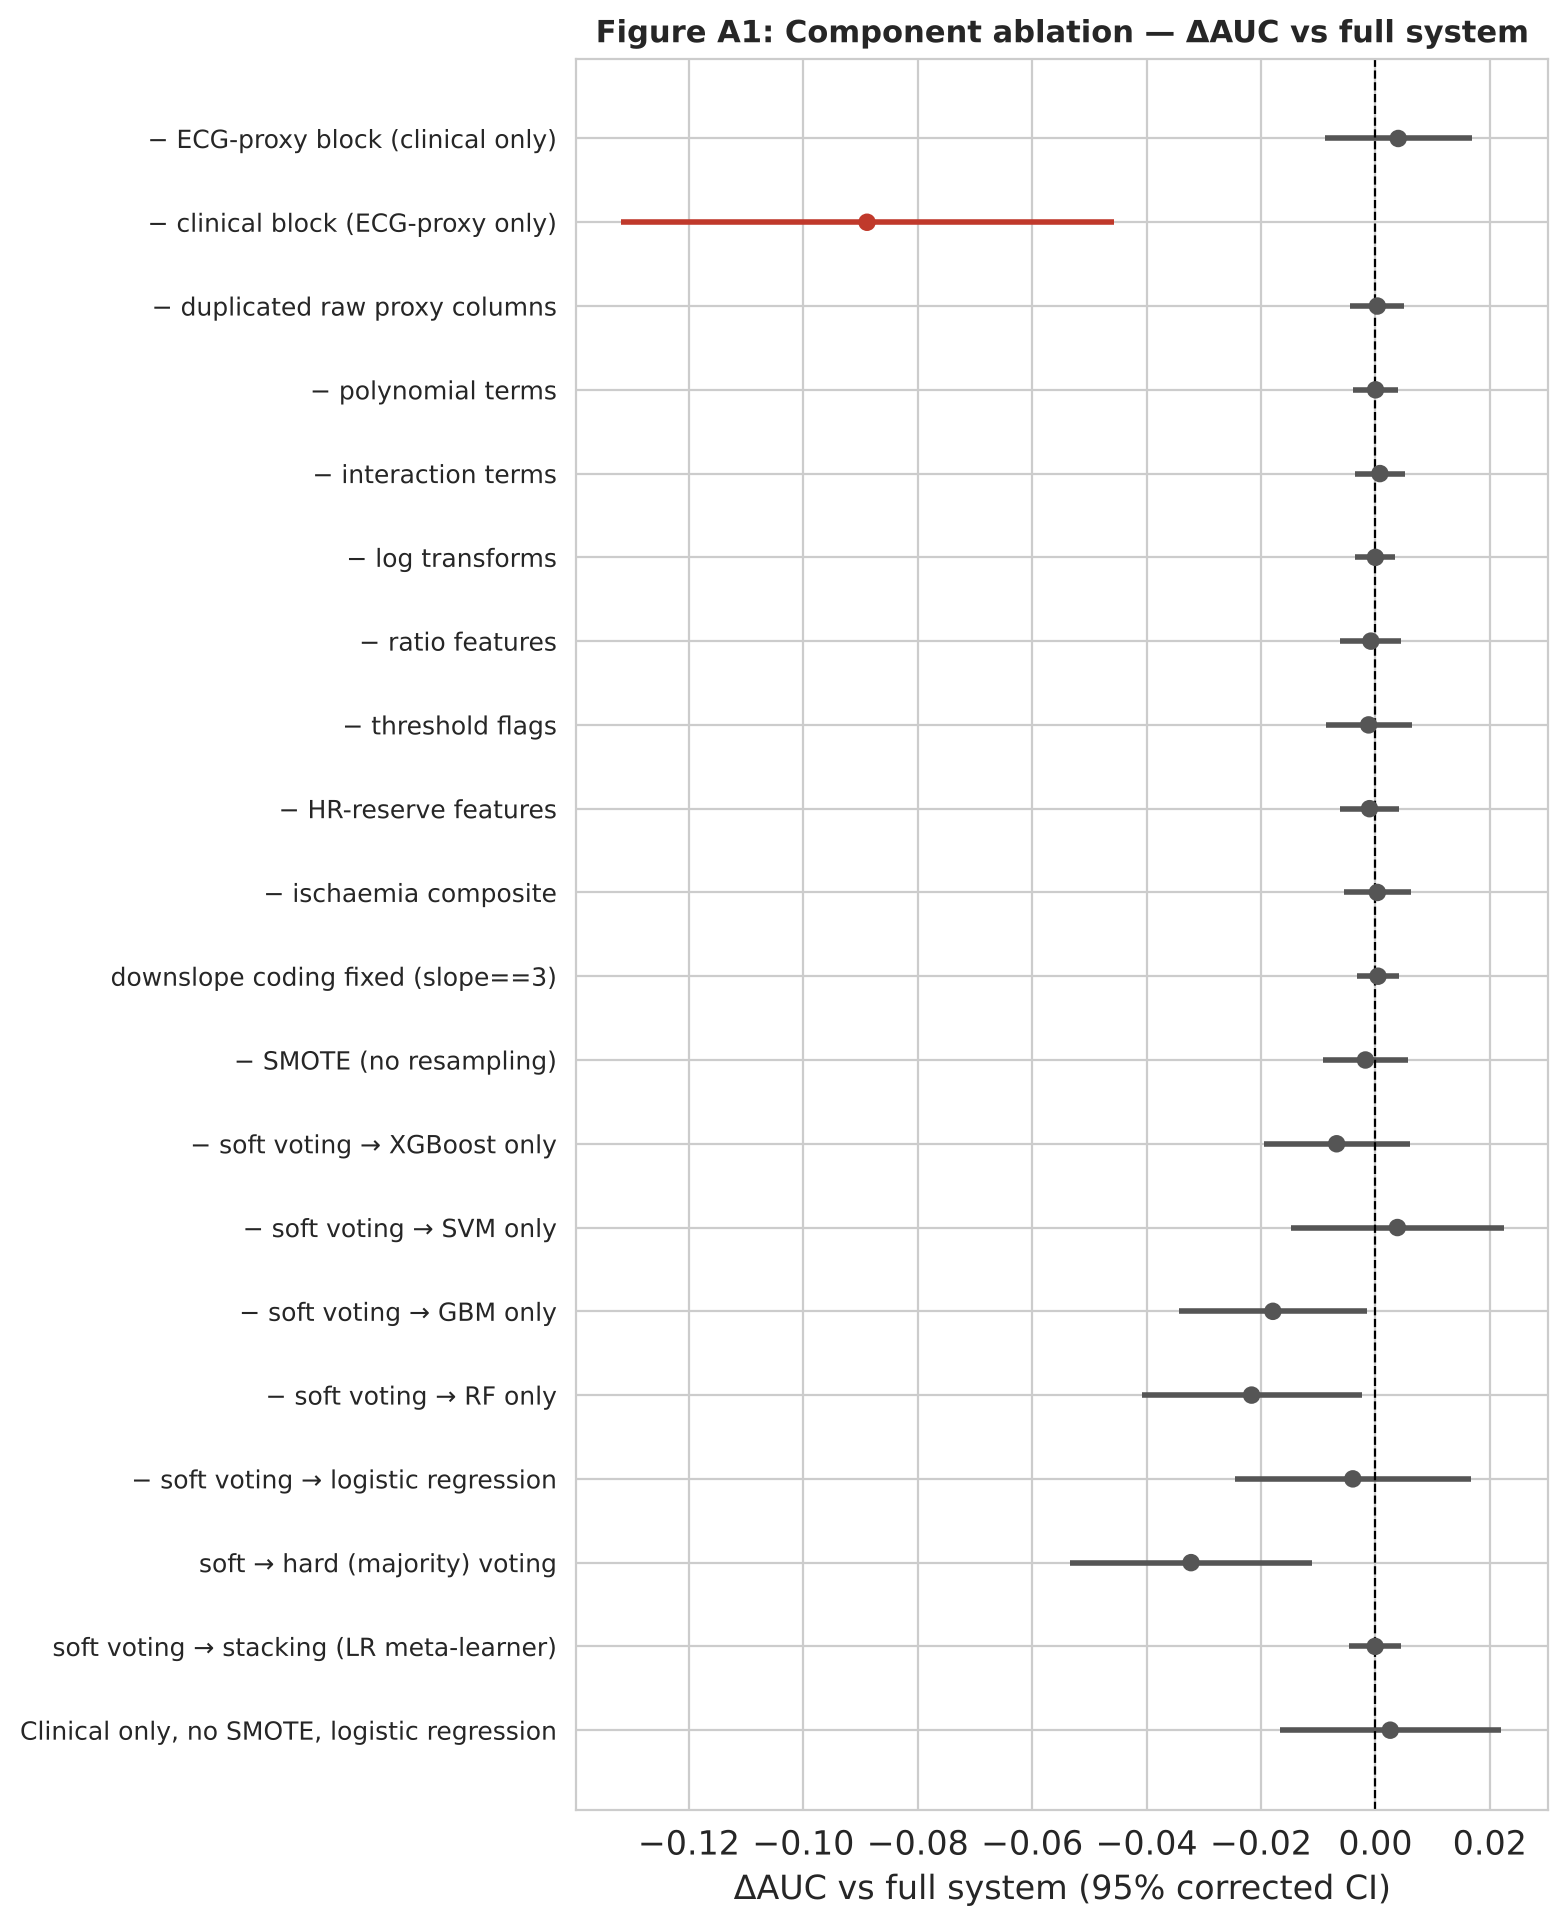 Figure A1: Component ablation — ΔAUC vs full system
− ECG-proxy block (clinical only)
− clinical block (ECG-proxy only)
− duplicated raw proxy columns
− polynomial terms
− interaction terms
− log transforms
− ratio features
− threshold flags
− HR-reserve features
− ischaemia composite
downslope coding fixed (slope==3)
− SMOTE (no resampling)
− soft voting → XGBoost only
− soft voting → SVM only
− soft voting → GBM only
− soft voting → RF only
− soft voting → logistic regression
soft → hard (majority) voting
soft voting → stacking (LR meta-learner)
Clinical only, no SMOTE, logistic regression
−0.12 −0.10 −0.08 −0.06 −0.04 −0.02 0.00 0.02
ΔAUC vs full system (95% corrected CI)